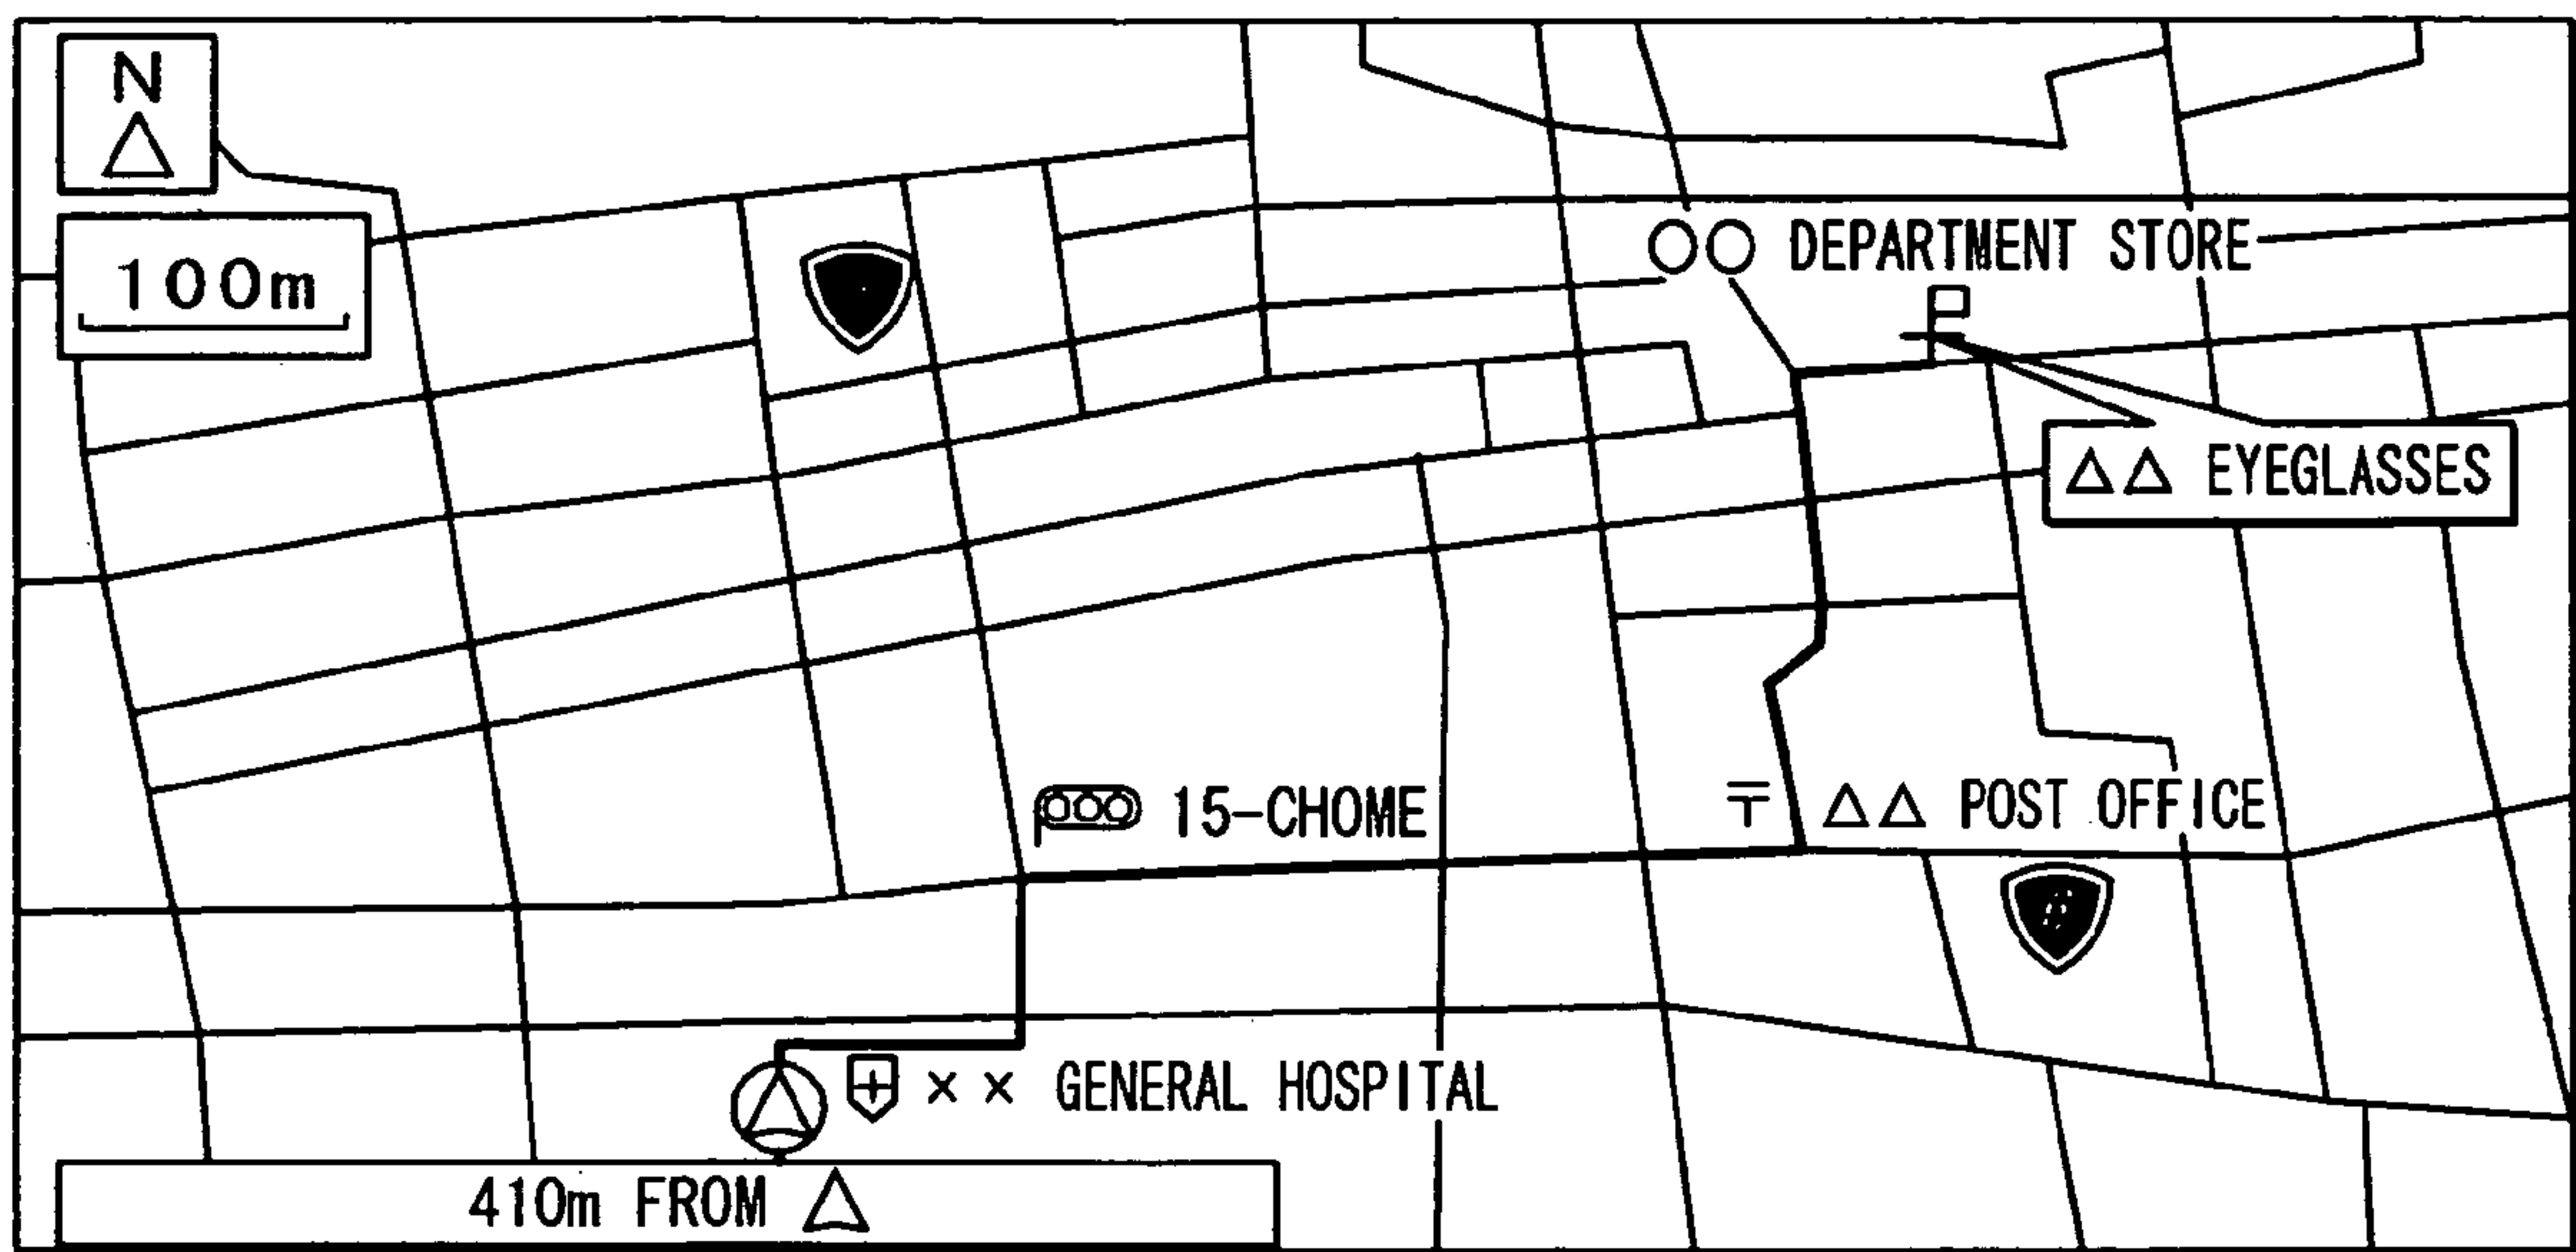 N
100m
○○ DEPARTMENT STORE
△△ EYEGLASSES
15-CHOME
〒 △△ POST OFFICE
×× GENERAL HOSPITAL
410m FROM △